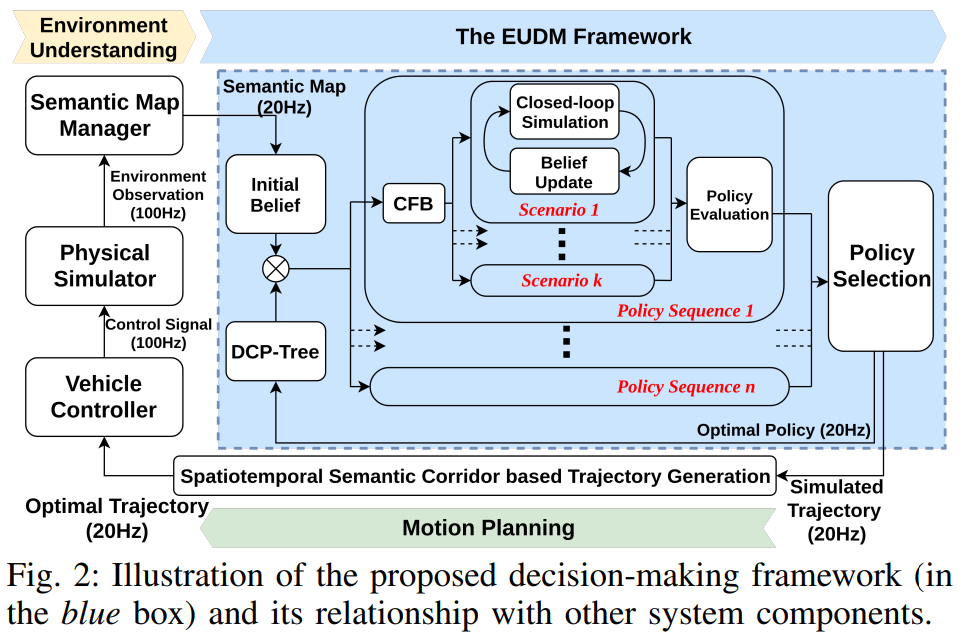 Environment
Understanding
The EUDM Framework
Semantic Map
Manager
Semantic Map
(20Hz)
Closed-loop
Simulation
Belief
Update
Scenario 1
Initial
Belief
CFB
Policy
Evaluation
Environment
Observation
(100Hz)
Physical
Simulator
Scenario k
Policy
Selection
Policy Sequence 1
Control Signal
(100Hz)
DCP-Tree
Vehicle
Controller
Policy Sequence n
Optimal Policy (20Hz)
Spatiotemporal Semantic Corridor based Trajectory Generation
Optimal Trajectory
(20Hz)
Simulated
Trajectory
(20Hz)
Motion Planning
Fig. 2: Illustration of the proposed decision-making framework (in
the blue box) and its relationship with other system components.